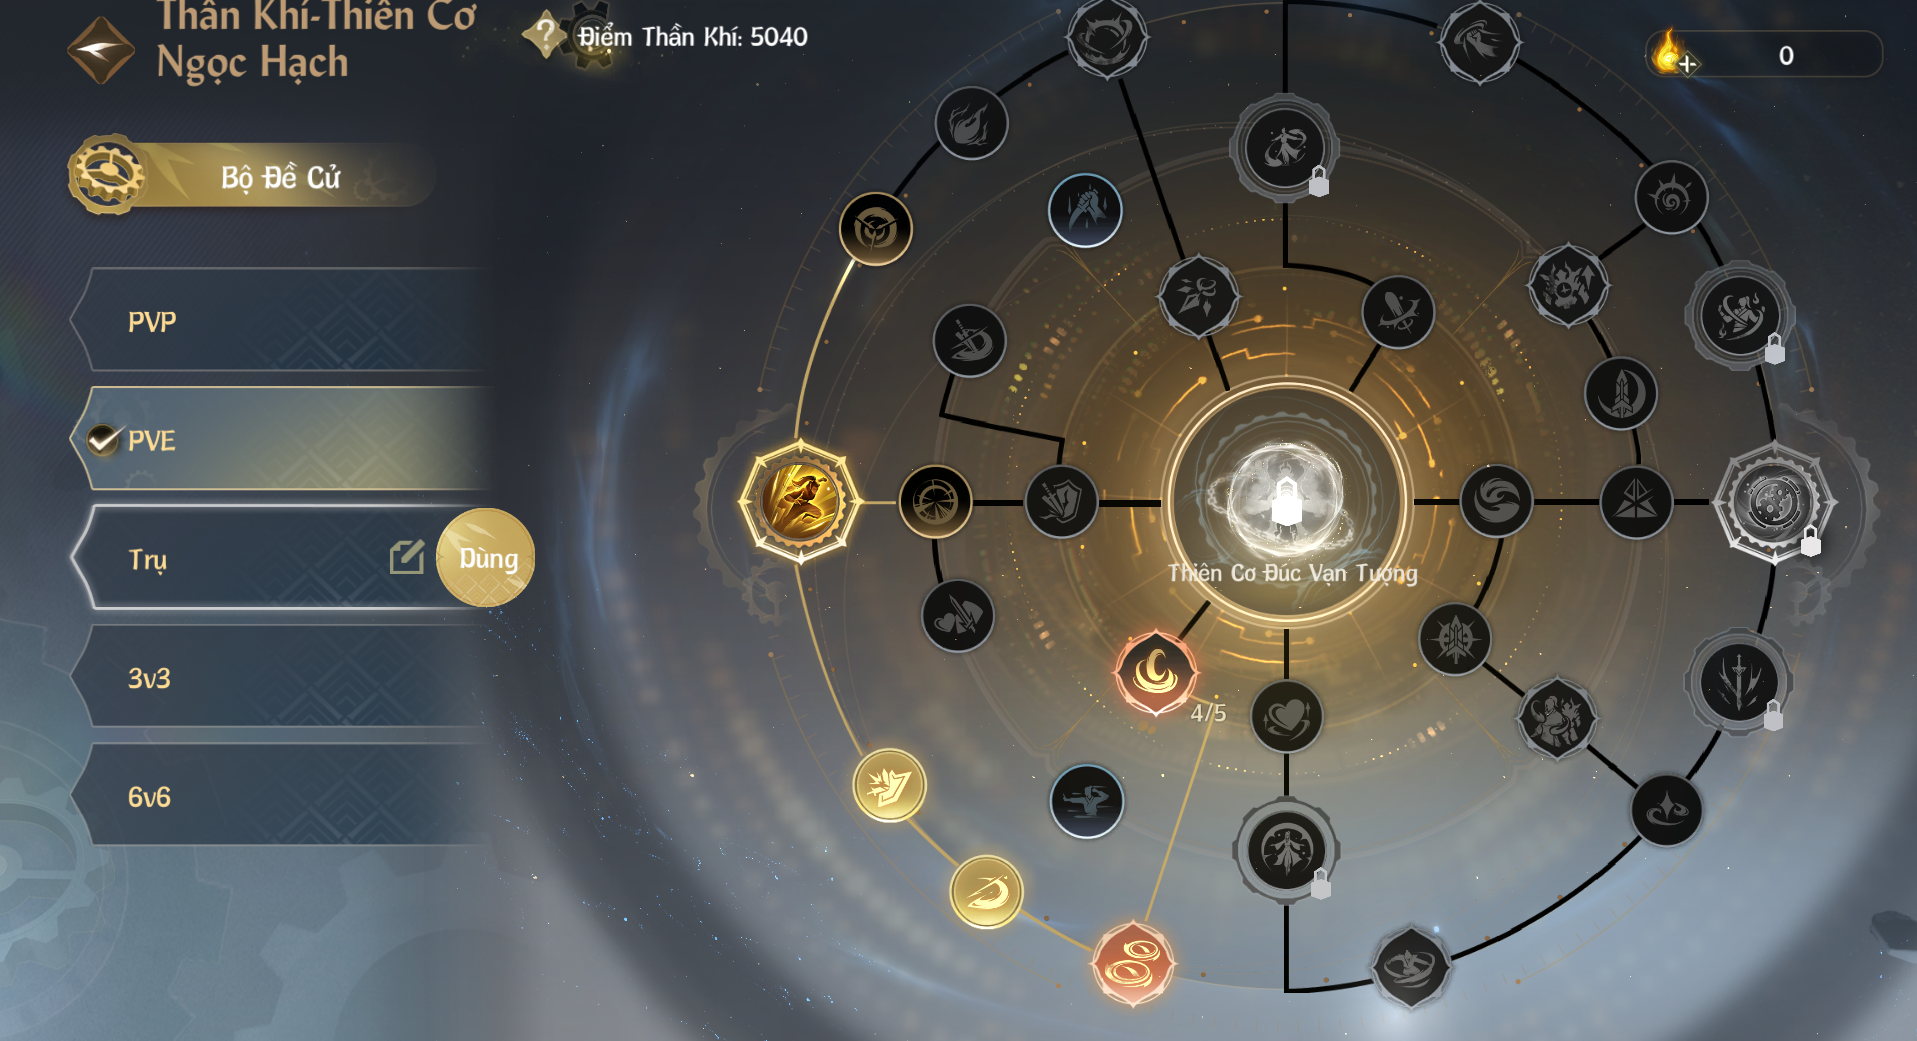 Thần Khí-Thiên Cơ
Ngọc Hạch
?
Điểm Thần Khí: 5040
0
Bộ Đề Cử
PVP
PVE
Trụ
Dùng
3v3
6v6
Thiên Cơ Đúc Vạn Tượng
4/5